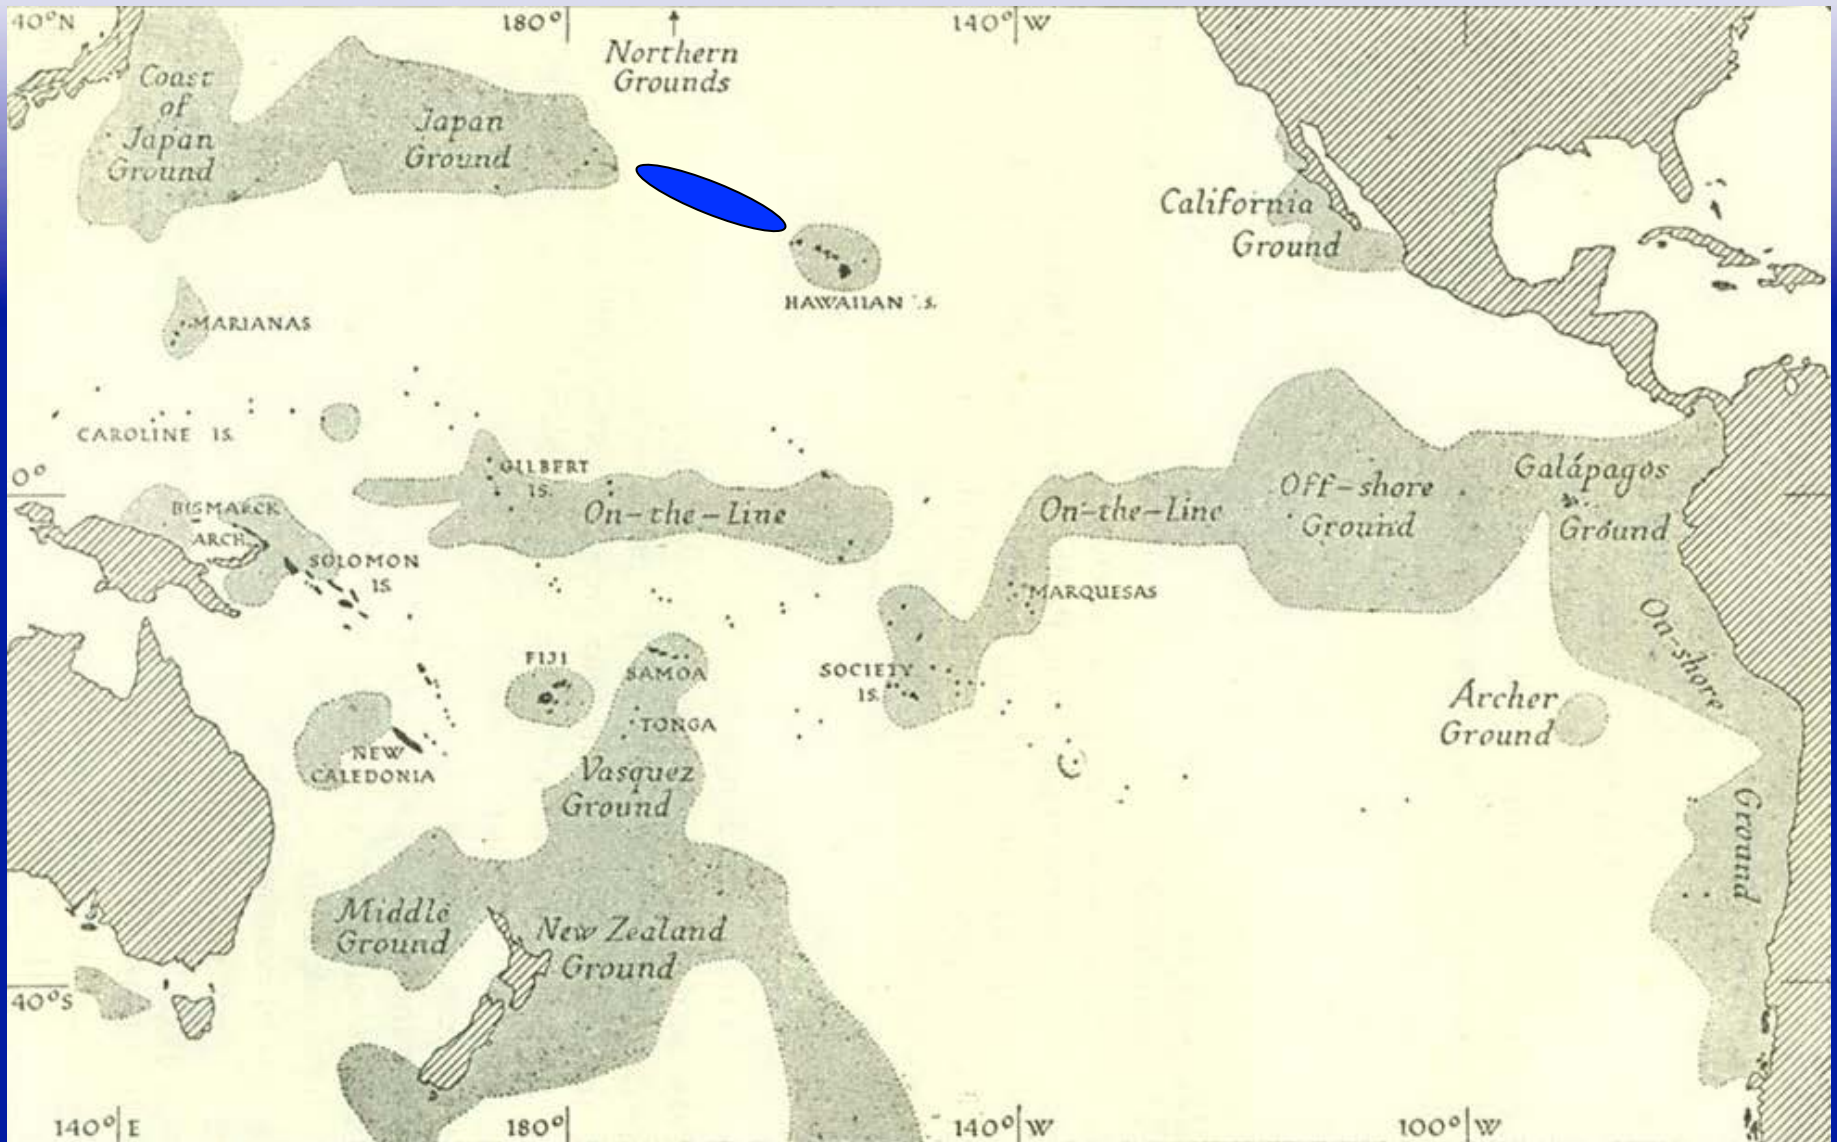 40°N
180°
140°W
Northern
Grounds
Coast
of
Japan
Ground
Japan
Ground
California
Ground
HAWAIIAN IS.
MARIANAS
CAROLINE IS.
0°
GILBERT
IS.
On-the-Line
On-the-Line
Off-shore
Ground
Galápagos
Ground
BISMARCK
ARCH.
SOLOMON
IS.
MARQUESAS
On-shore
Ground
FIJI
SAMOA
SOCIETY
IS.
TONGA
Archer
Ground
NEW
CALEDONIA
Vasquez
Ground
Middle
Ground
New Zealand
Ground
40°S
140°E
180°
140°W
100°W